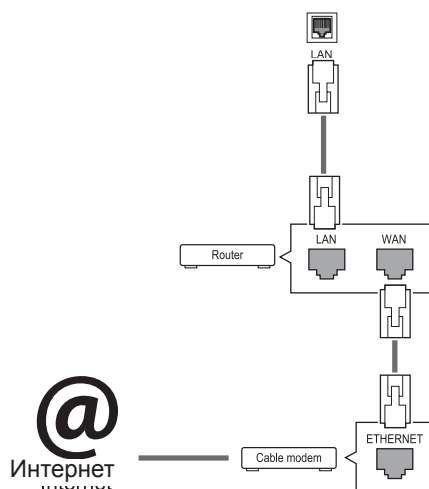 LAN
LAN WAN
Router
ETHERNET
@
Cable modem
Интернет